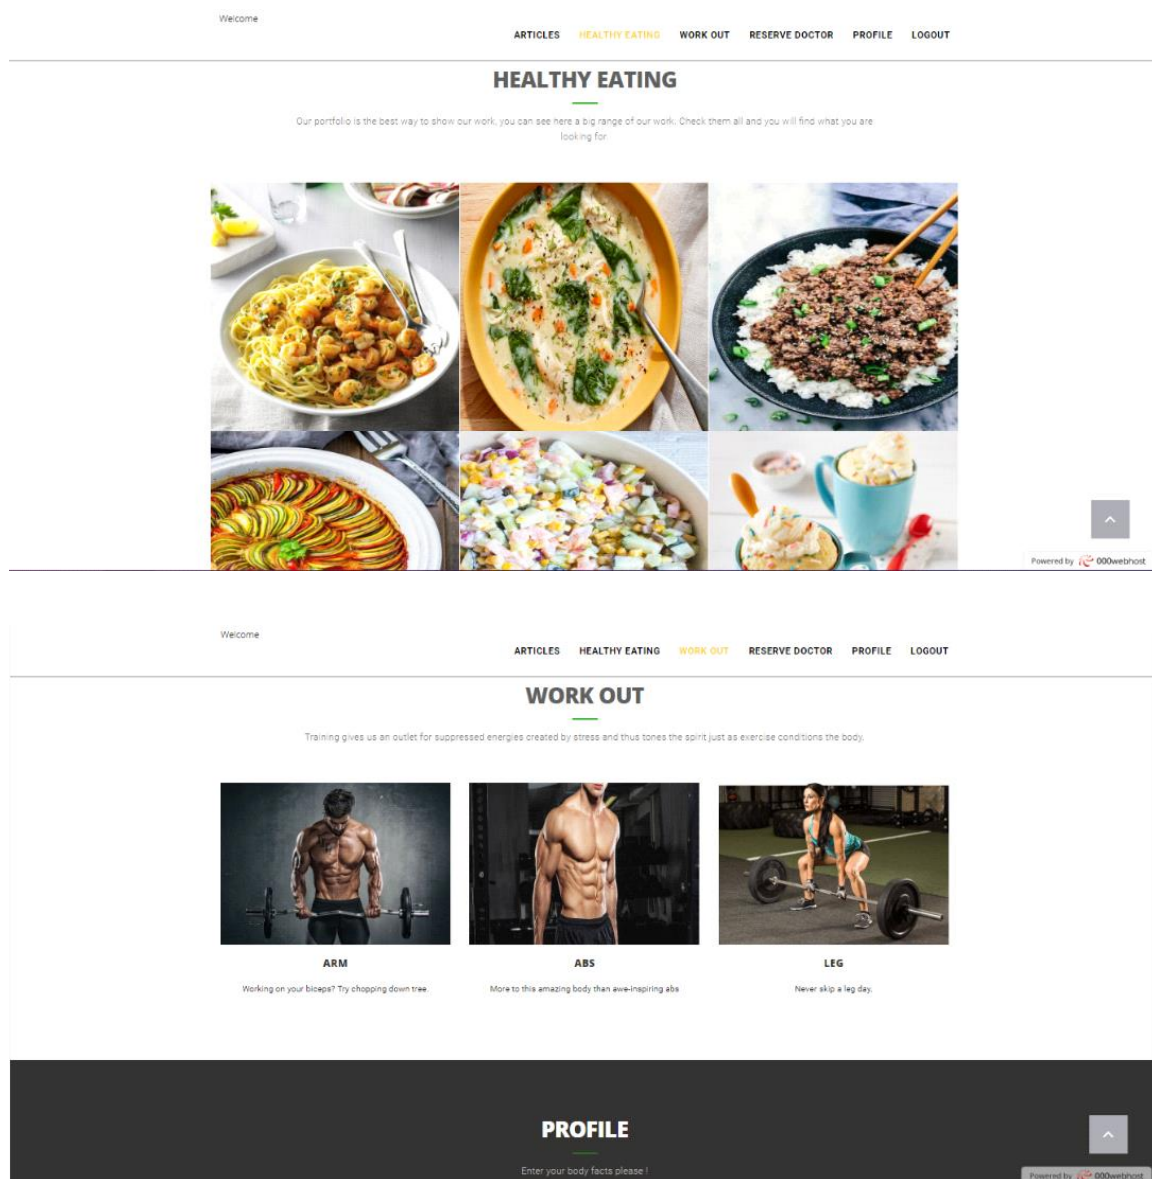 Welcome
ARTICLES HEALTHY EATING WORK OUT RESERVE DOCTOR PROFILE LOGOUT
HEALTHY EATING
Our portfolio is the best way to show our work, you can see here a big range of our work. Check them all and you will find what you are
looking for.
Powered by 000webhost
Welcome
ARTICLES HEALTHY EATING WORK OUT RESERVE DOCTOR PROFILE LOGOUT
WORK OUT
Training gives us an outlet for suppressed energies created by stress and thus tones the spirit just as exercise conditions the body.
ARM ABS LEG
Working on your biceps? Try chopping down tree. More to this amazing body than awe-inspiring abs Never skip a leg day.
PROFILE
Enter your body facts please !
Powered by 000webhost